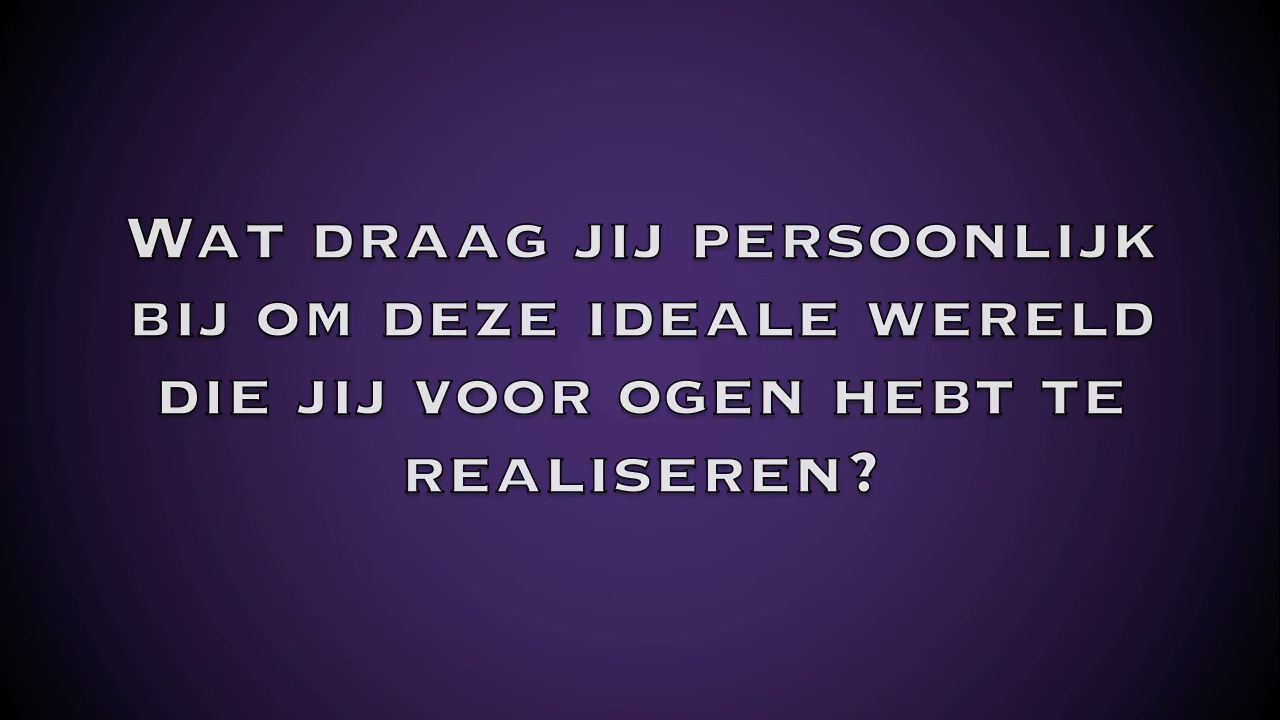 Wat draag jij persoonlijk
bij om deze ideale wereld
die jij voor ogen hebt te
realiseren?